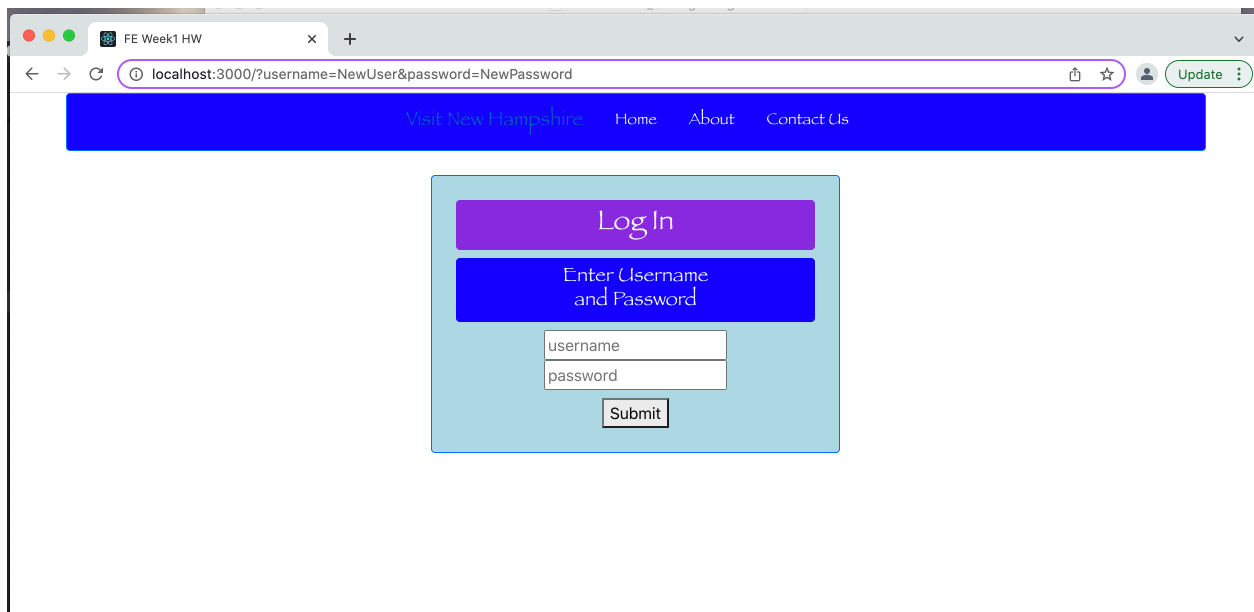 FE Week1 HW
localhost:3000/?username=NewUser&password=NewPassword
Update
Visit New Hampshire Home About Contact Us
Log In
Enter Username
and Password
username
password
Submit